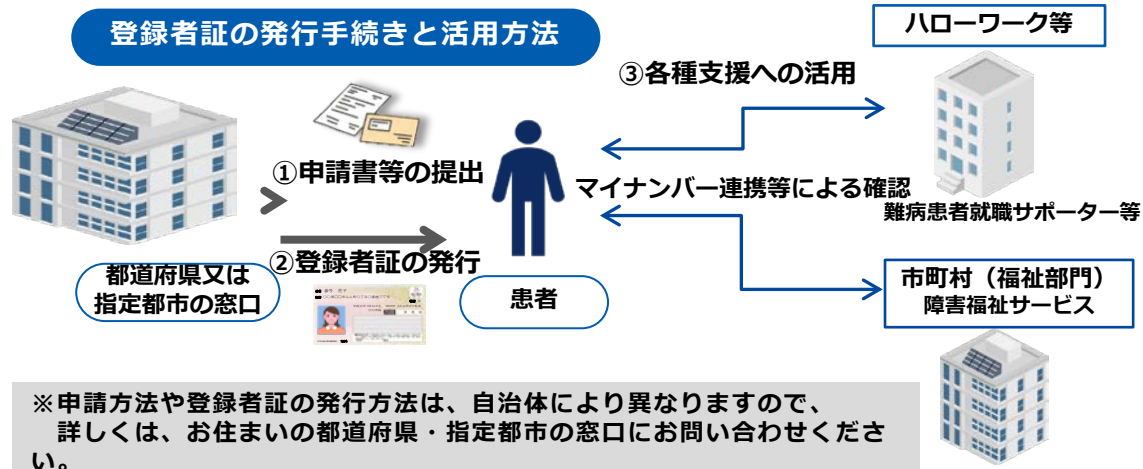 登録者証の発行手続きと活用方法
ハローワーク等
③各種支援への活用
①申請書等の提出
マイナンバー連携等による確認
難病患者就職サポーター等
②登録者証の発行
都道府県又は
指定都市の窓口
患者
市町村（福祉部門）
障害福祉サービス
※申請方法や登録者証の発行方法は、自治体により異なりますので、
詳しくは、お住まいの都道府県・指定都市の窓口にお問い合わせくださ
い。